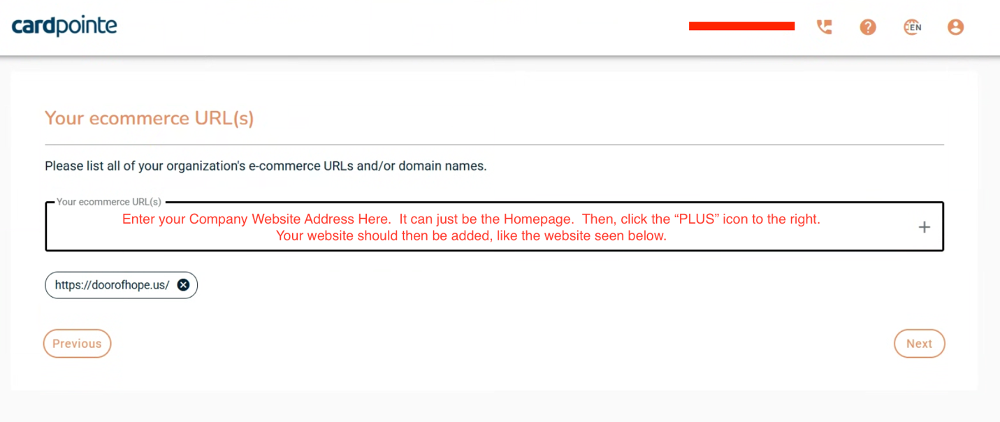 cardpointe
EN
Your ecommerce URL(s)
Please list all of your organization's e-commerce URLs and/or domain names.
Your ecommerce URL(s)
Enter your Company Website Address Here.  It can just be the Homepage.  Then, click the “PLUS” icon to the right.
Your website should then be added, like the website seen below.
https://doorofhope.us/
Previous
Next